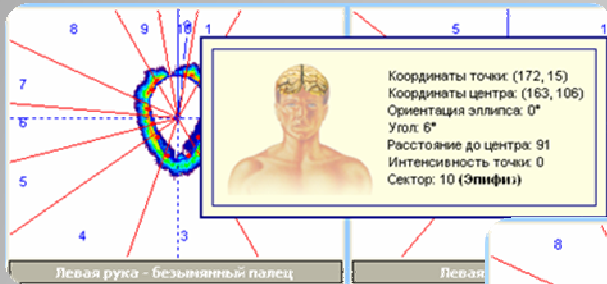 8
9
10
1
7
6
5
4
3
Левая рука - безымянный палец
5
1
Левая
8
Координаты точки: (172, 15)
Координаты центра: (163, 106)
Ориентация эллипса: 0°
Угол: 6°
Расстояние до центра: 91
Интенсивность точки: 0
Сектор: 10 (Эпифиз)